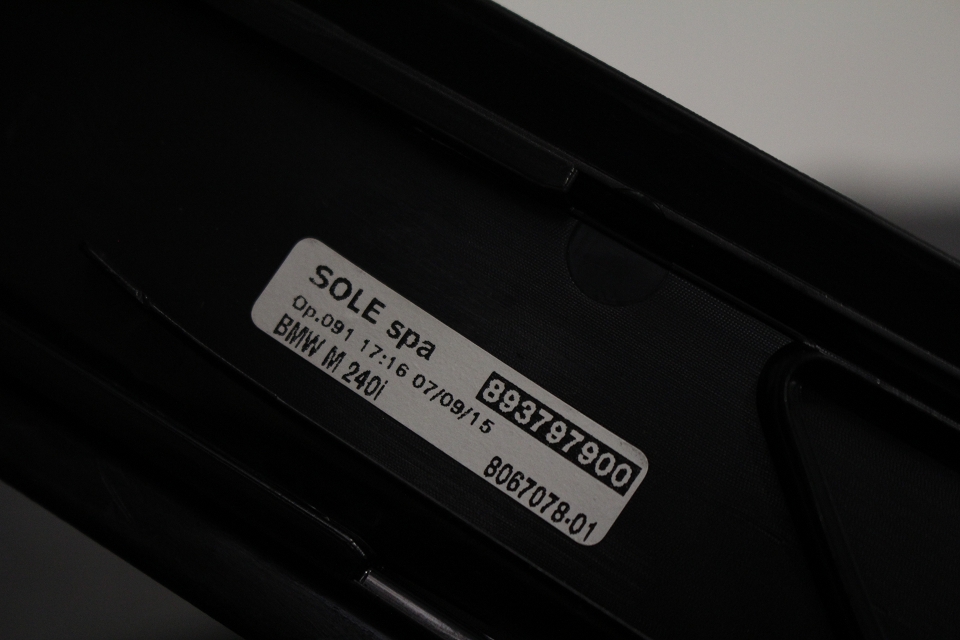 SOLE spa
Op.091 17:16 07/09/15
893797900
BMW M 240i
8067078-01